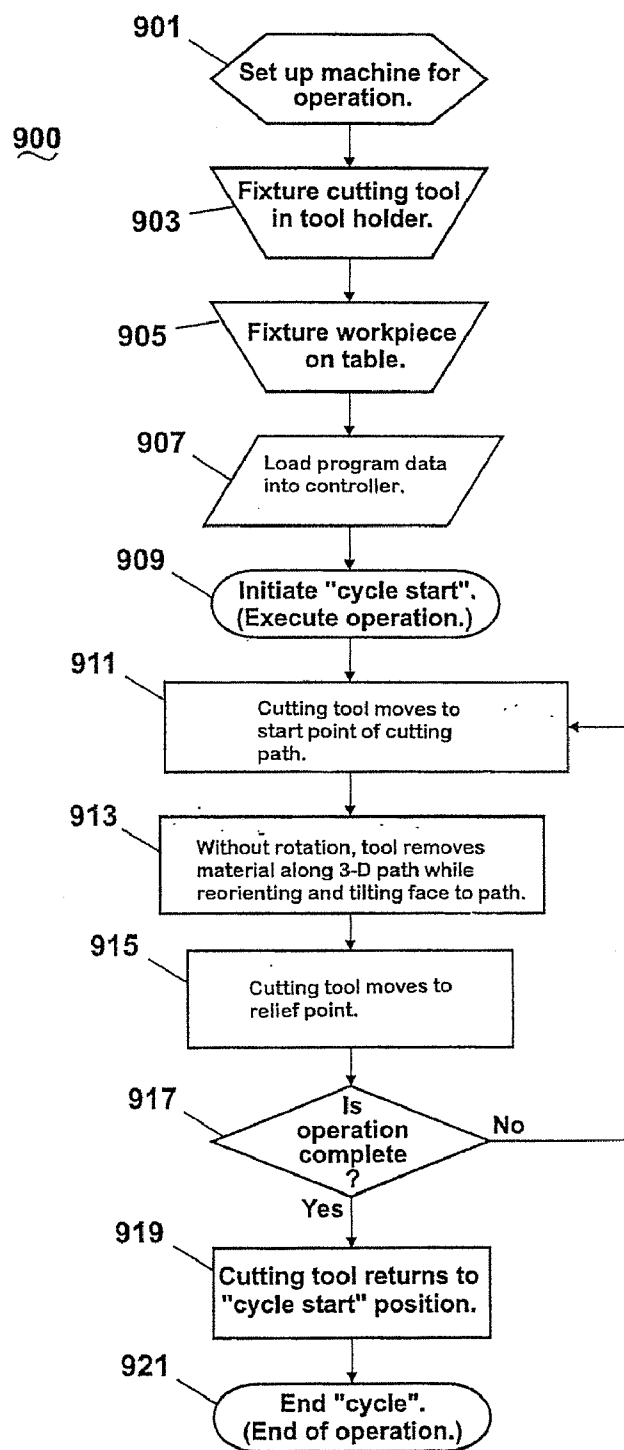 901
Set up machine for
operation.
900
Fixture cutting tool
in tool holder.
903
Fixture workpiece
on table.
905
907
Load program data
into controller.
909
Initiate "cycle start".
(Execute operation.)
911
Cutting tool moves to
start point of cutting
path.
913
Without rotation, tool removes
material along 3-D path while
reorienting and tilting face to path.
915
Cutting tool moves to
relief point.
917
Is
operation
complete
?
No
Yes
919
Cutting tool returns to
"cycle start" position.
921
End "cycle".
(End of operation.)